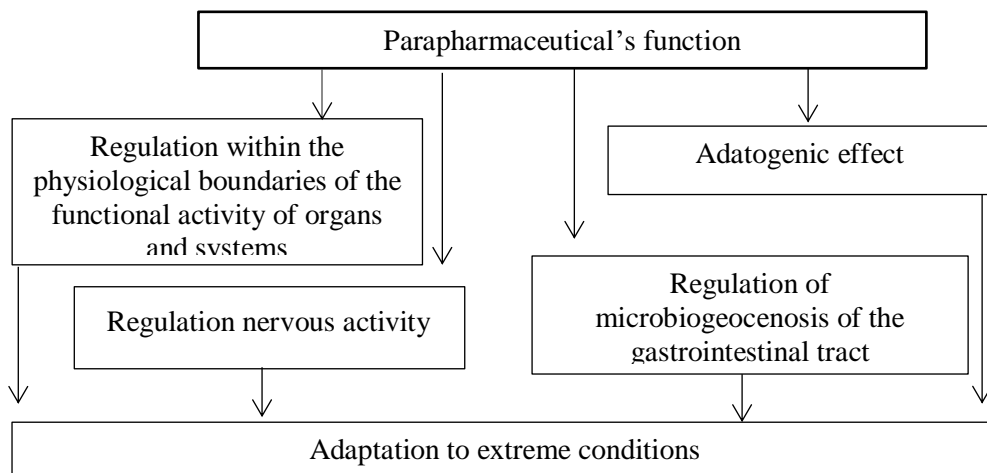 Parapharmaceutical's function
Regulation within the
physiological boundaries of the
functional activity of organs
and systems
Adatogenic effect
Regulation nervous activity
Regulation of
microbiogeocenosis of the
gastrointestinal tract
Adaptation to extreme conditions